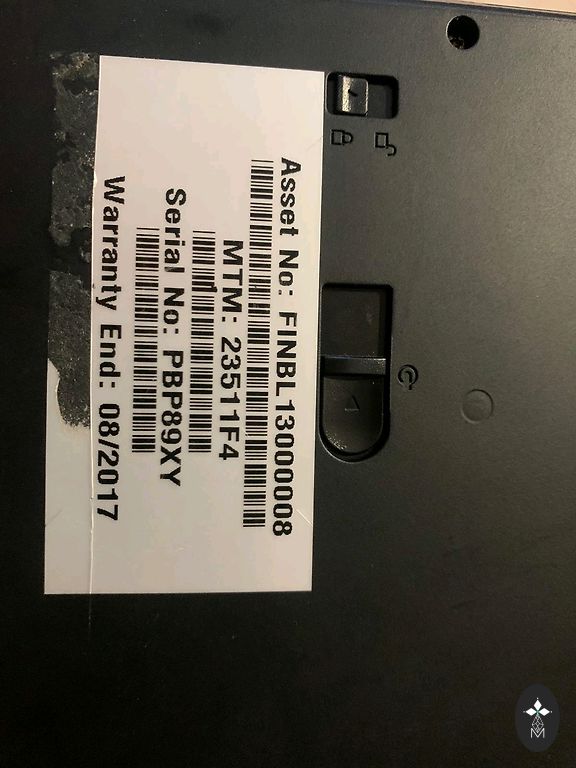 Asset No: FINBL13000008
MTM: 23511F4
Serial No: PBP89XY
Warranty End: 08/2017
M